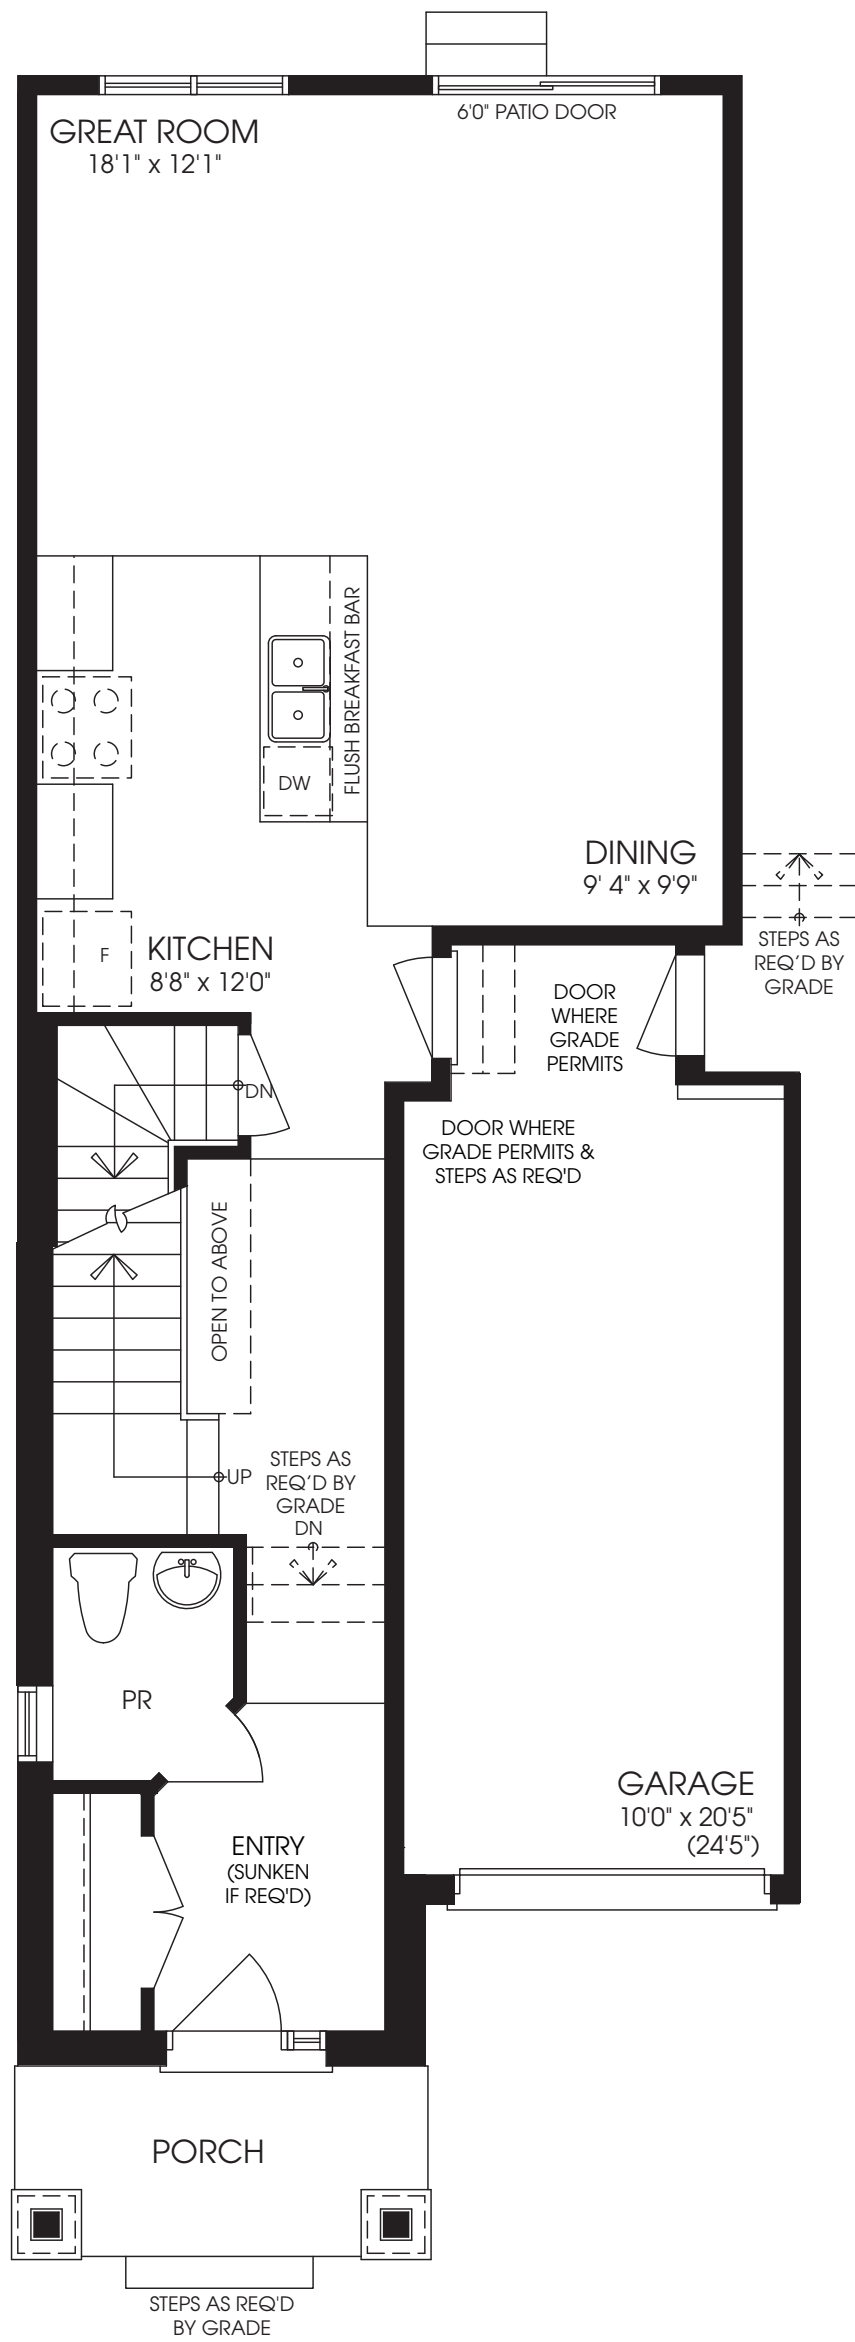 6'0" PATIO DOOR
GREAT ROOM
18'1" x 12'1"
FLUSH BREAKFAST BAR
DW
DINING
9' 4" x 9'9"
F
KITCHEN
8'8" x 12'0"
STEPS AS
REQ'D BY
GRADE
DOOR
WHERE
GRADE
PERMITS
DN
DOOR WHERE
GRADE PERMITS &
STEPS AS REQ'D
OPEN TO ABOVE
UP
STEPS AS
REQ'D BY
GRADE
DN
PR
GARAGE
10'0" x 20'5"
(24'5")
ENTRY
(SUNKEN
IF REQ'D)
PORCH
STEPS AS REQ'D
BY GRADE